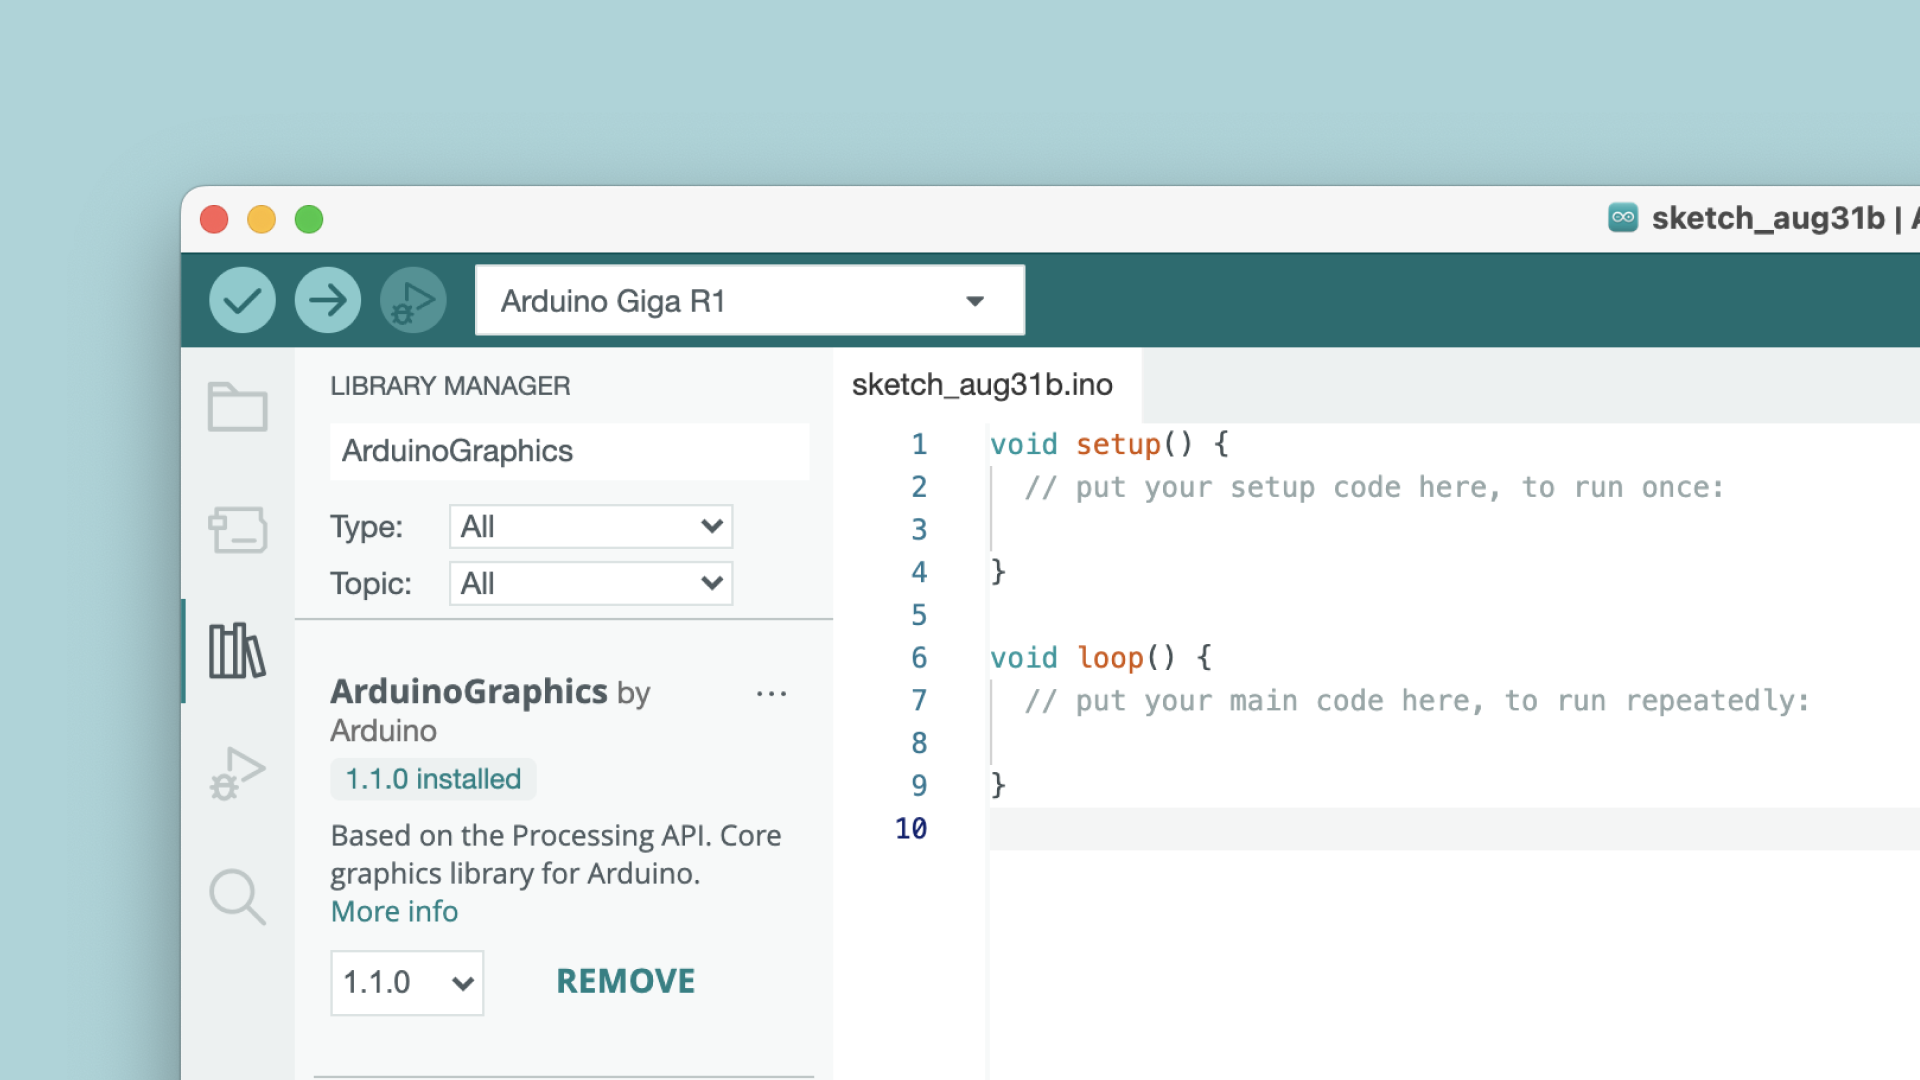 sketch_aug31b |
Arduino Giga R1
LIBRARY MANAGER
ArduinoGraphics
Type: All
Topic: All
ArduinoGraphics by
Arduino
1.1.0 installed
Based on the Processing API. Core
graphics library for Arduino.
More info
1.1.0
REMOVE
sketch_aug31b.ino
1 void setup() {
2 // put your setup code here, to run once:
3
4 }
5
6 void loop() {
7 // put your main code here, to run repeatedly:
8
9 }
10